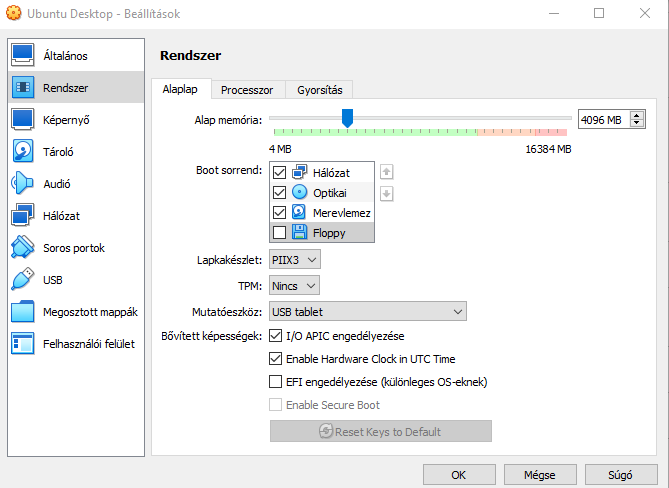 Ubuntu Desktop - Beállítások
Általános
Rendszer
Képernyő
Tároló
Audió
Hálózat
Soros portok
USB
Megosztott mappák
Felhasználói felület
Rendszer
Alaplap Processzor Gyorsítás
Alap memória: 4096 MB
4 MB 16384 MB
Boot sorrend: Hálózat
Optikai
Merevlemez
Floppy
Lapkakészlet: PIIX3
TPM: Nincs
Mutatóeszköz: USB tablet
Bővített képességek: I/O APIC engedélyezése
Enable Hardware Clock in UTC Time
EFI engedélyezése (különleges OS-eknek)
Enable Secure Boot
Reset Keys to Default
OK Mégse Súgó